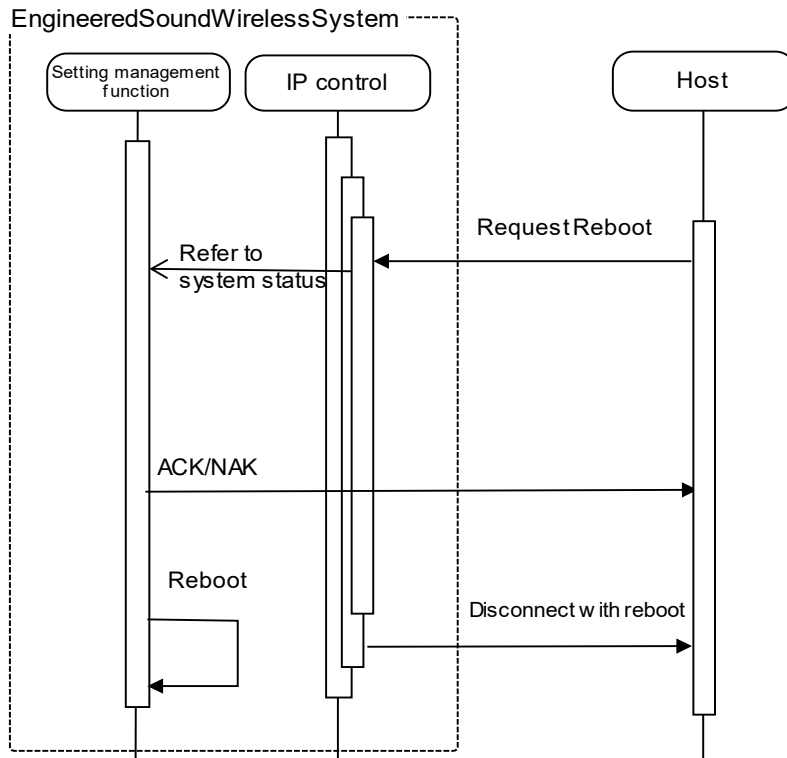 EngineeredSoundWirelessSystem
Setting management
function
IP control
Host
Request Reboot
Refer to
system status
ACK/NAK
Reboot
Disconnect with reboot